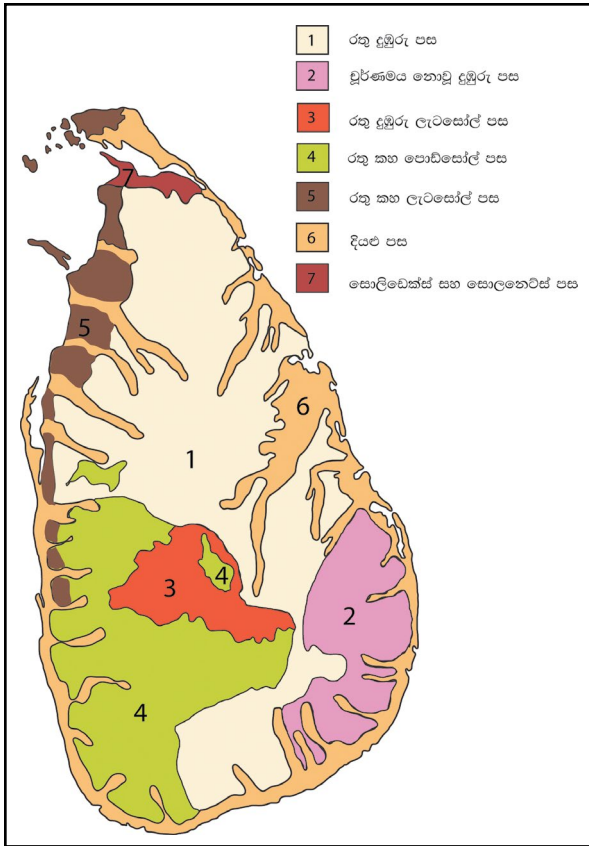 1 රතු දුඹුරු පස
2 චූර්ණමය නොවූ දුඹුරු පස
3 රතු දුඹුරු ලැටසෝල් පස
4 රතු කහ පොඩ්සෝල් පස
5 රතු කහ ලැටසෝල් පස
6 දියළු පස
7 සොලිඩෙක්ස් සහ සොලනෙට්ස් පස
7
5
6
1
3
4
2
4